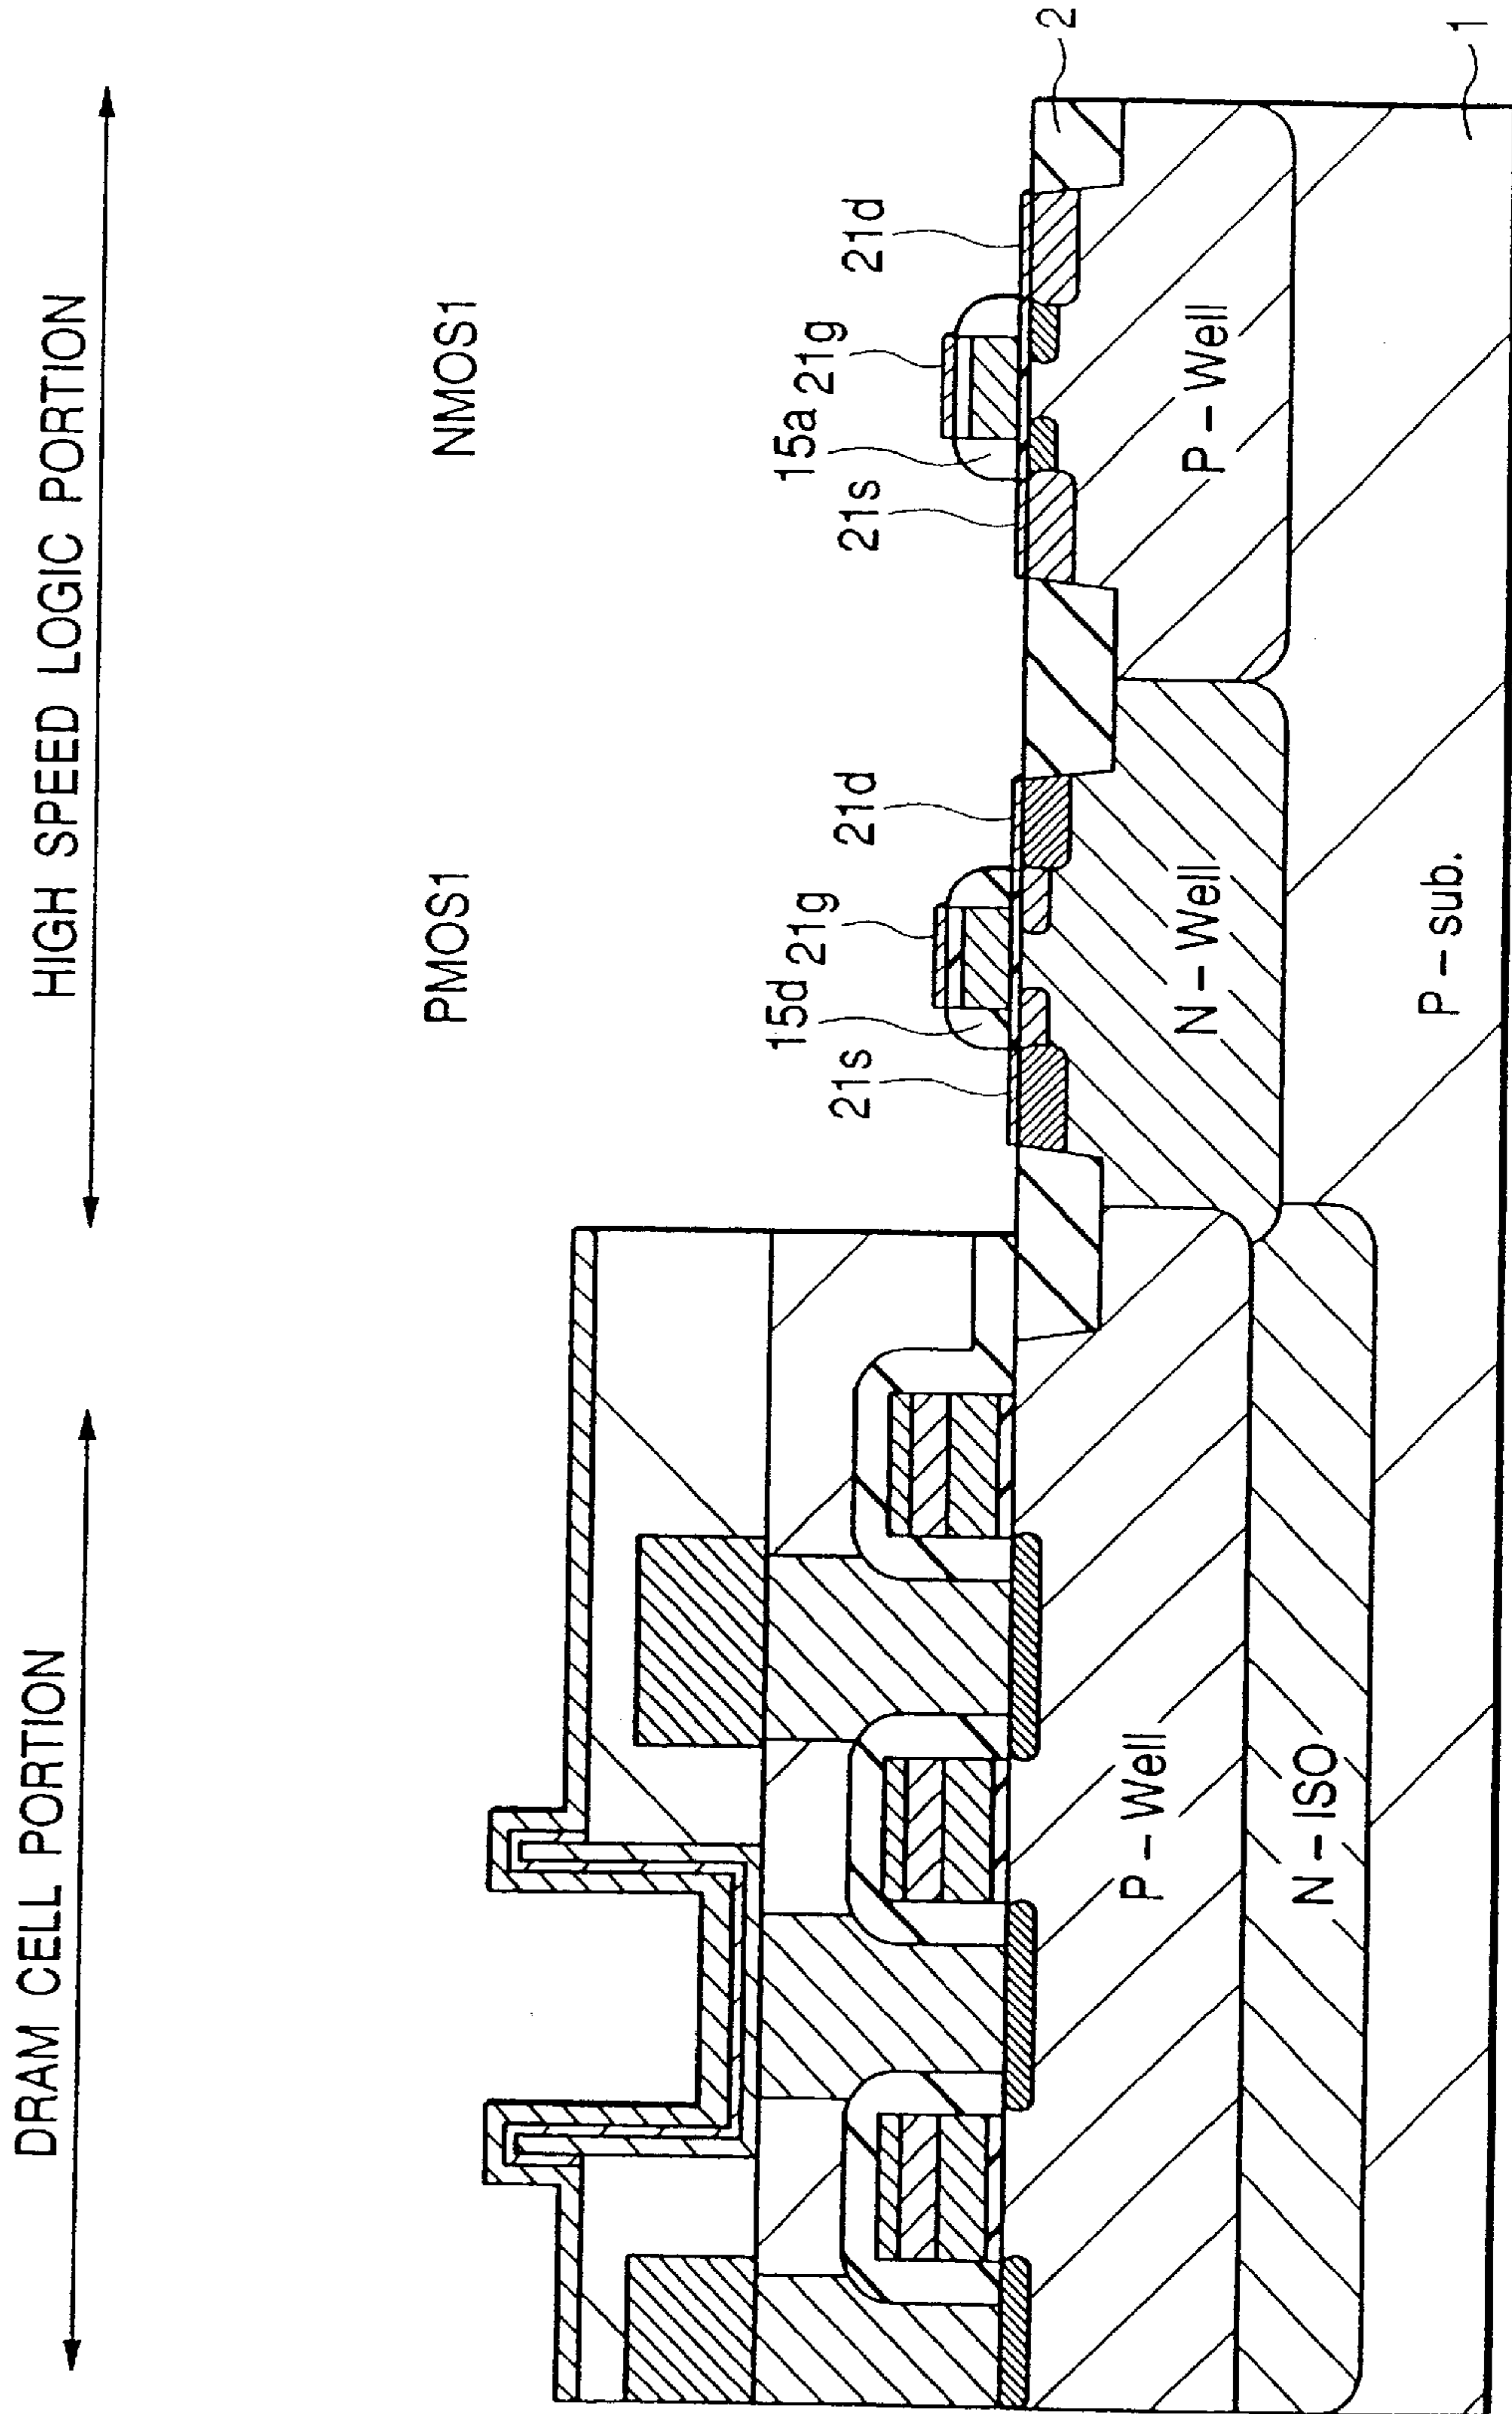 DRAM CELL PORTION
HIGH SPEED LOGIC PORTION
PMOS1
NMOS1
15d
21g
15a
21g
21s
21d
21s
21d
2
P-Well
N-Well
P-Well
N-ISO
P-sub.
1